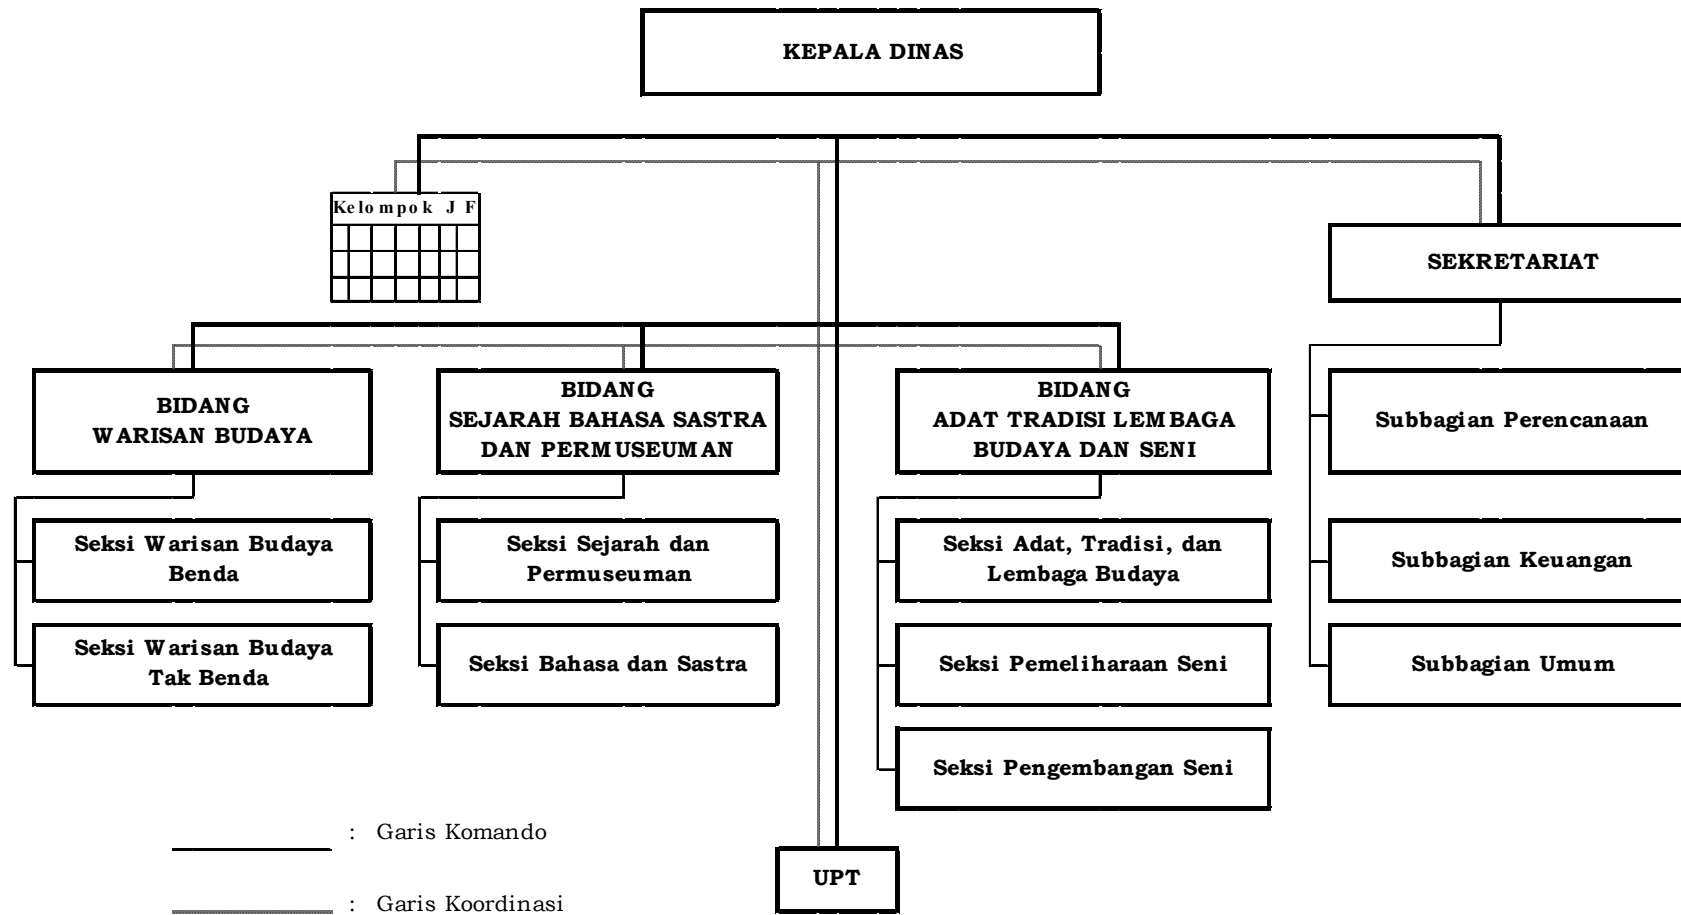 KEPALA DINAS
Kelompok J F
SEKRETARIAT
BIDANG
WARISAN BUDAYA
BIDANG
SEJARAH BAHASA SASTRA
DAN PERMUSEUMAN
BIDANG
ADAT TRADISI LEMBAGA
BUDAYA DAN SENI
Subbagian Perencanaan
Seksi Warisan Budaya
Benda
Seksi Sejarah dan
Permuseuman
Seksi Adat, Tradisi, dan
Lembaga Budaya
Subbagian Keuangan
Seksi Warisan Budaya
Tak Benda
Seksi Bahasa dan Sastra
Seksi Pemeliharaan Seni
Subbagian Umum
Seksi Pengembangan Seni
: Garis Komando
UPT
: Garis Koordinasi